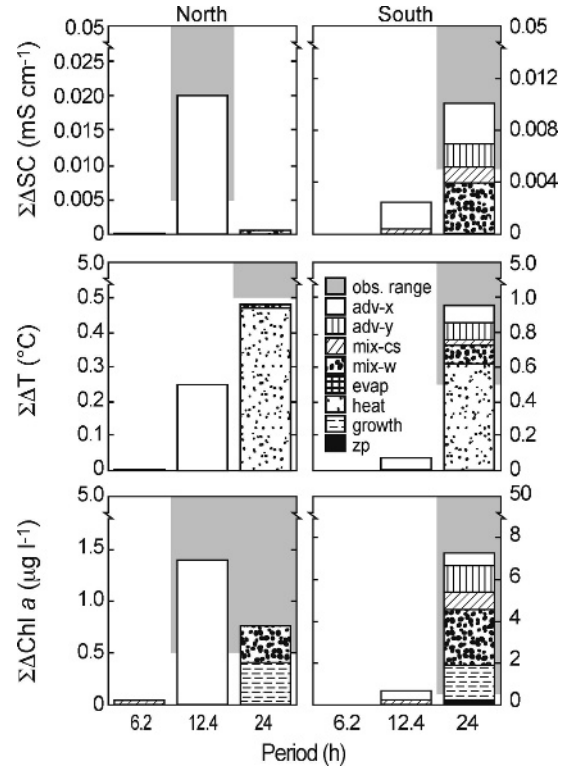 North South
ΣΔSC (mS cm⁻¹)
0.05
0.020
0.015
0.010
0.005
0
0.05
0.012
0.008
0.004
0
ΣΔT (°C)
5.0
0.5
0.4
0.3
0.2
0.1
0
obs. range
adv-x
adv-y
mix-cs
mix-w
evap
heat
growth
zp
5.0
1.0
0.8
0.6
0.4
0.2
0
ΣΔChl a (µg l⁻¹)
5.0
1.5
1.0
0.5
0
50
8
6
4
2
0
6.2 12.4 24 6.2 12.4 24
Period (h)